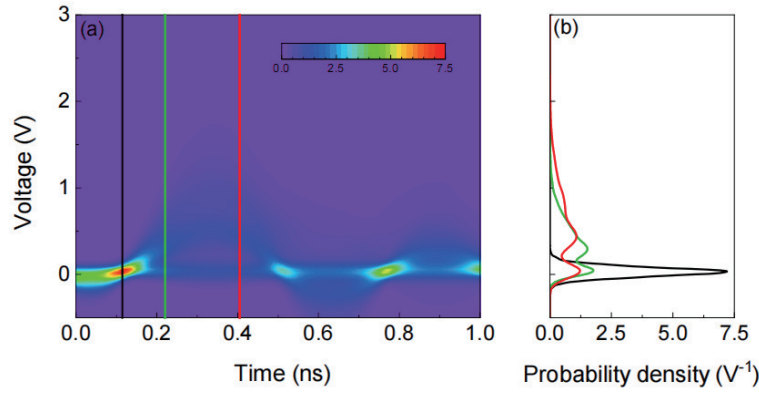 (a)
(b)
3
2
1
0
0.0 2.5 5.0 7.5
Voltage (V)
0.0 0.2 0.4 0.6 0.8 1.0
0.0 2.5 5.0 7.5
Time (ns)
Probability density (V⁻¹)